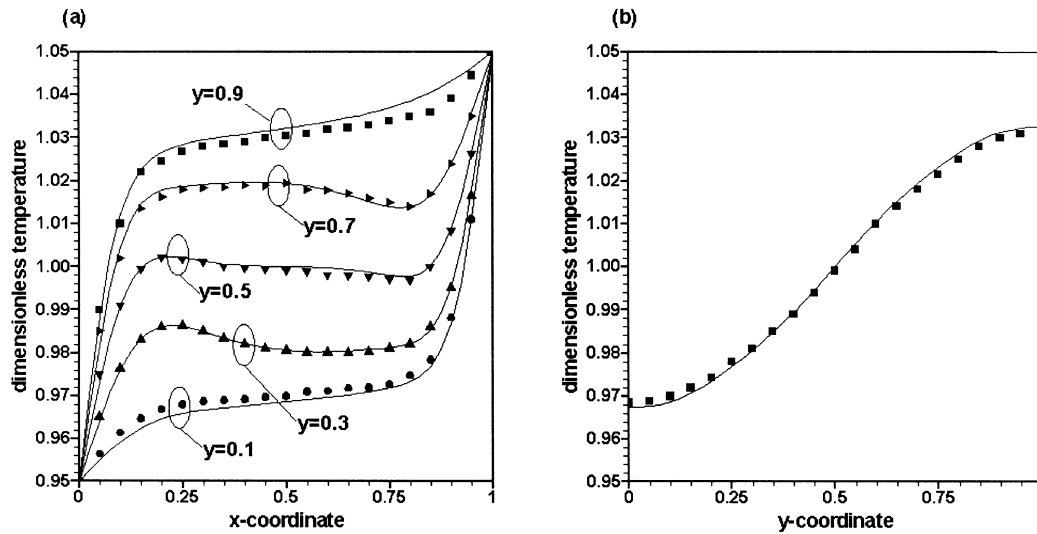 (a)
1.05
1.04
1.03
1.02
1.01
1.00
0.99
0.98
0.97
0.96
0.95
dimensionless temperature
y=0.9
y=0.7
y=0.5
y=0.3
y=0.1
0
0.25
0.5
0.75
1
x-coordinate
(b)
1.05
1.04
1.03
1.02
1.01
1.00
0.99
0.98
0.97
0.96
0.95
dimensionless temperature
0
0.25
0.5
0.75
y-coordinate